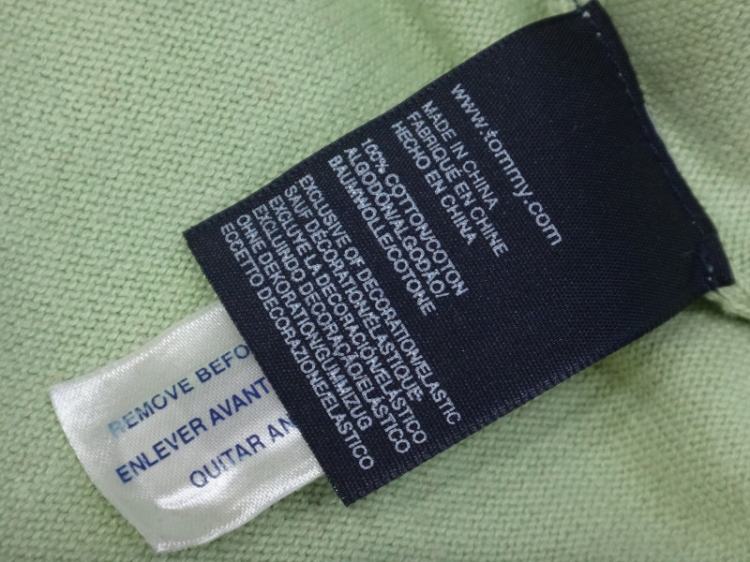 www.tommy.com
MADE IN CHINA
FABRIQUÉ EN CHINE
HECHO EN CHINA
100% COTTON/COTON
ALGODÓN/ALGODÃO/
BAUMWOLLE/COTONE
EXCLUSIVE OF DECORATION/ELASTIC
SAUF DÉCORATION/ÉLASTIQUE
EXCLUYE LA DECORACIÓN/ELÁSTICO
EXCLUINDO DECORAÇÃO/ELÁSTICO
OHNE DEKORATION/GUMMIZUG
ECCETTO DECORAZIONE/ELASTICO
REMOVE BEFO
ENLEVER AVANT
QUITAR AN